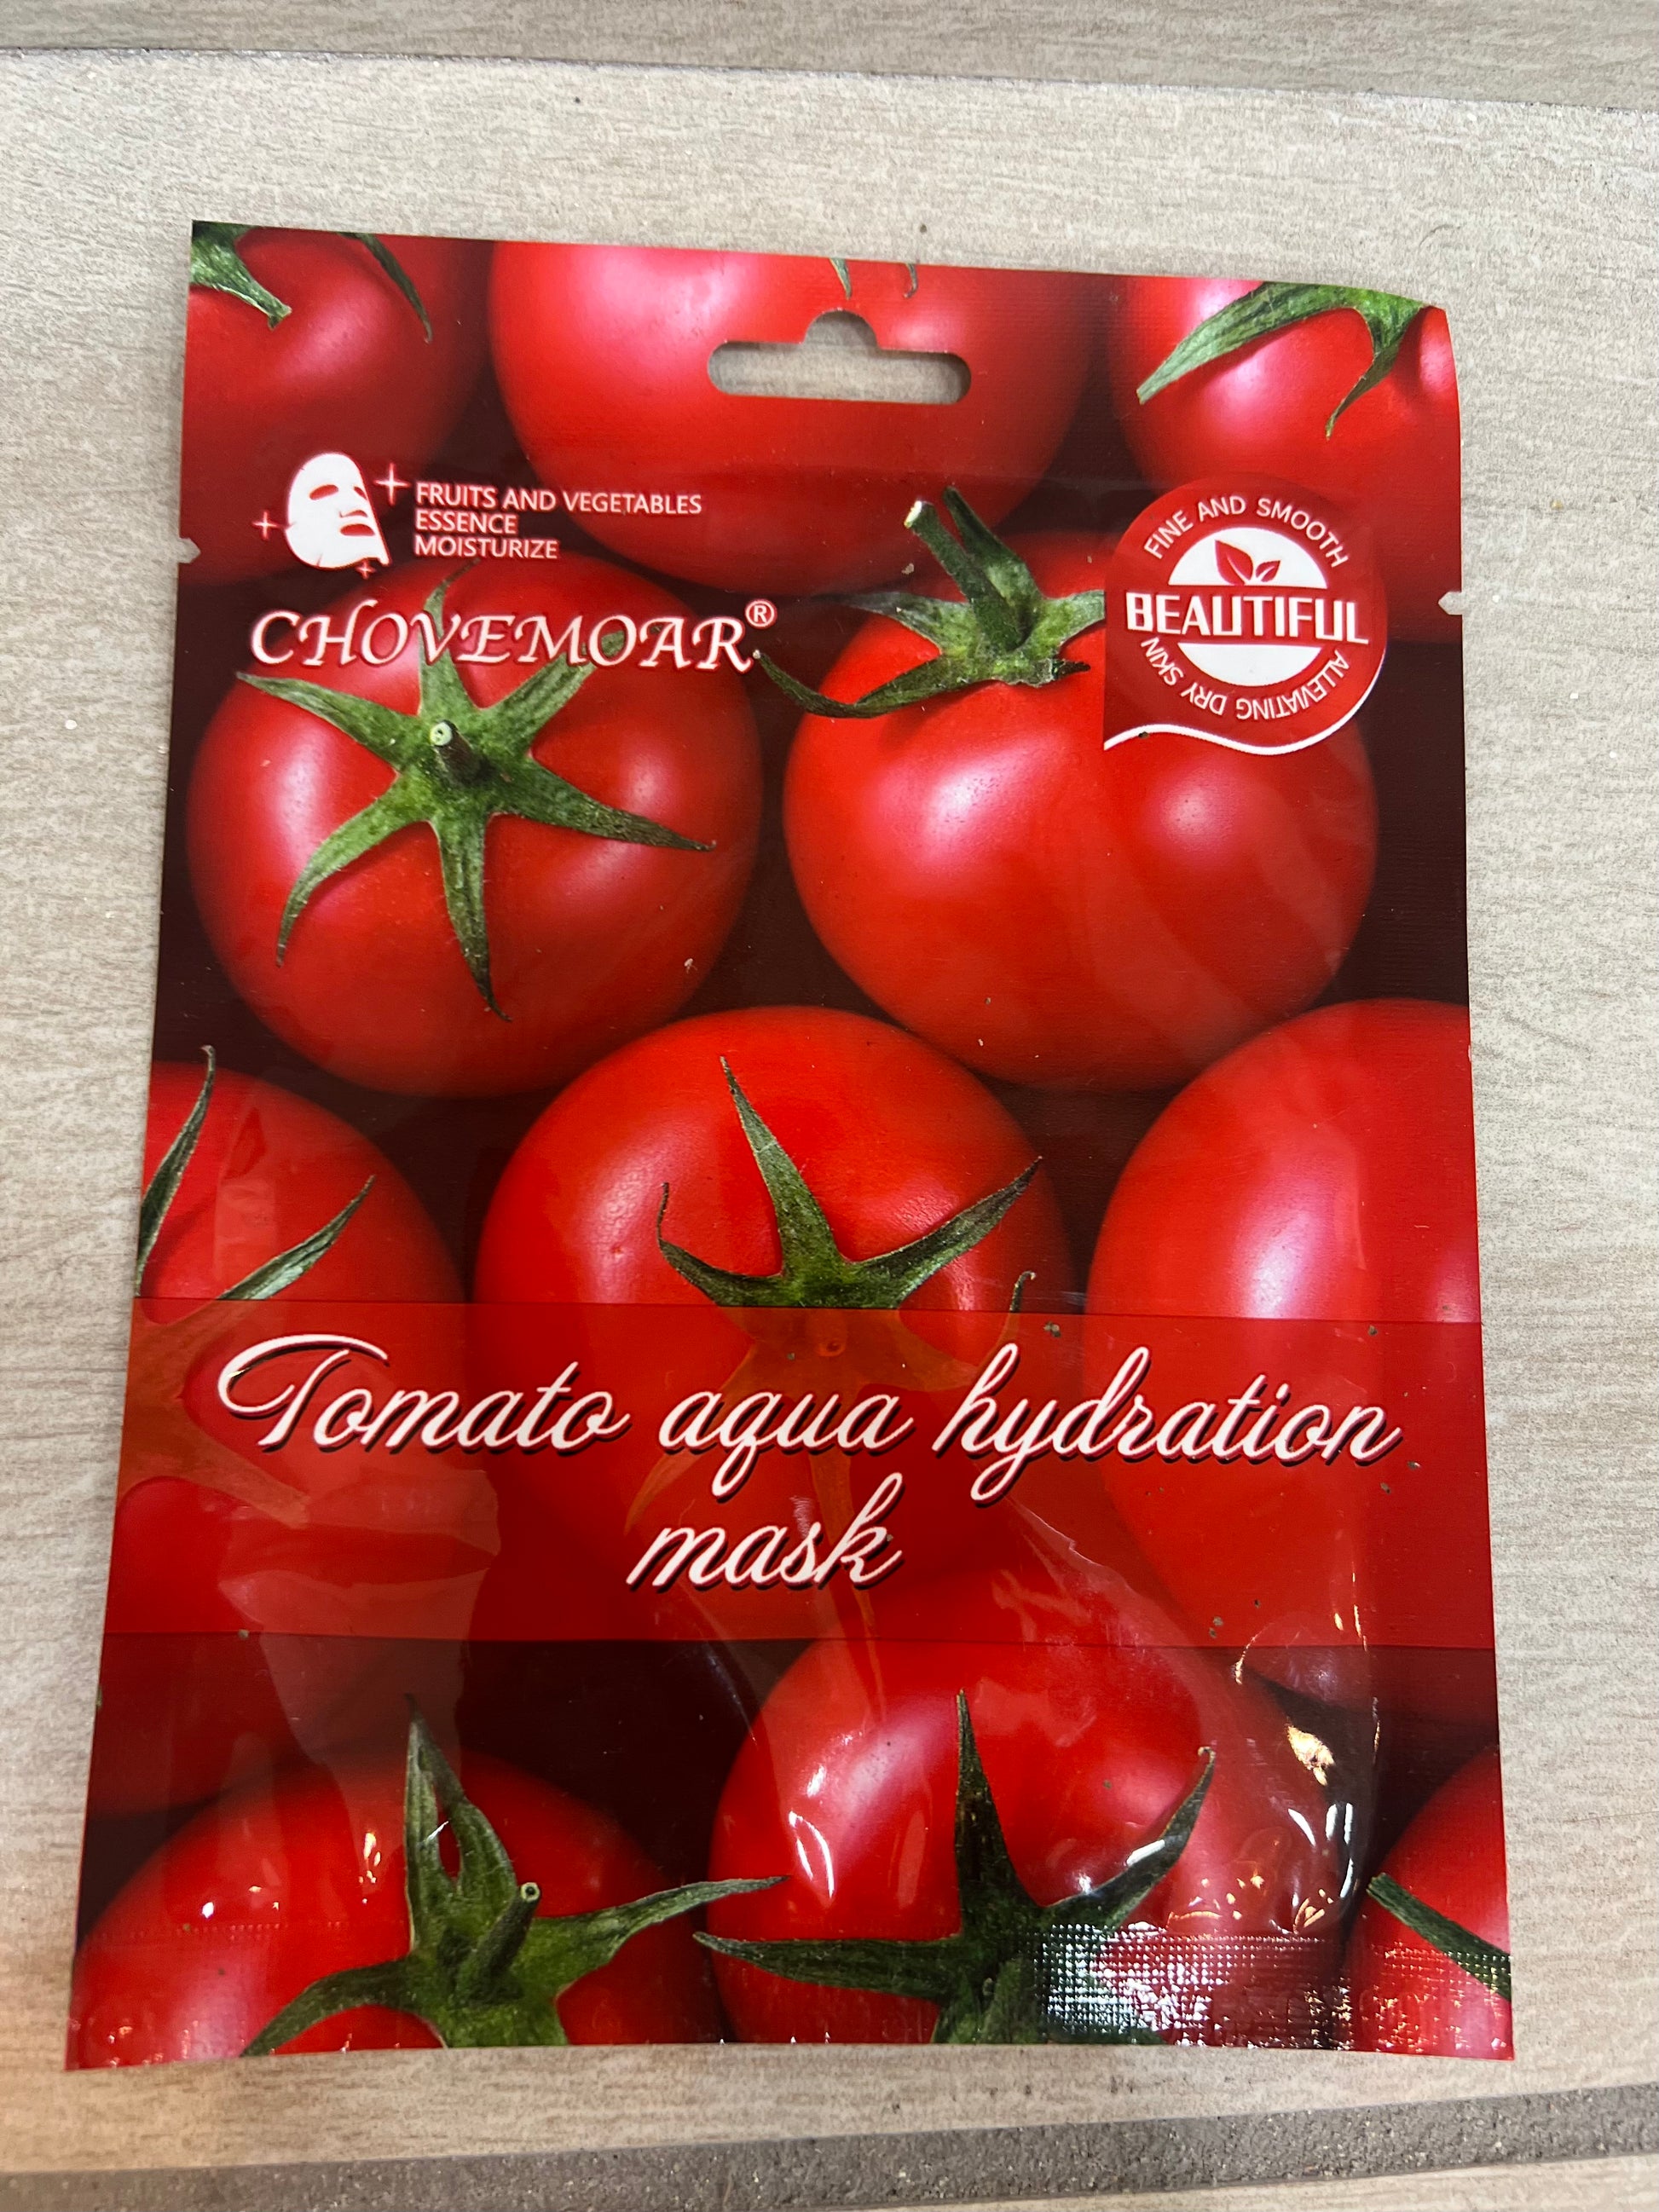 FRUITS AND VEGETABLES
ESSENCE
MOISTURIZE
CHOVEMOAR®
FINE AND SMOOTH
BEAUTIFUL
ALLEVIATING DRY SKIN
Tomato aqua hydration
mask